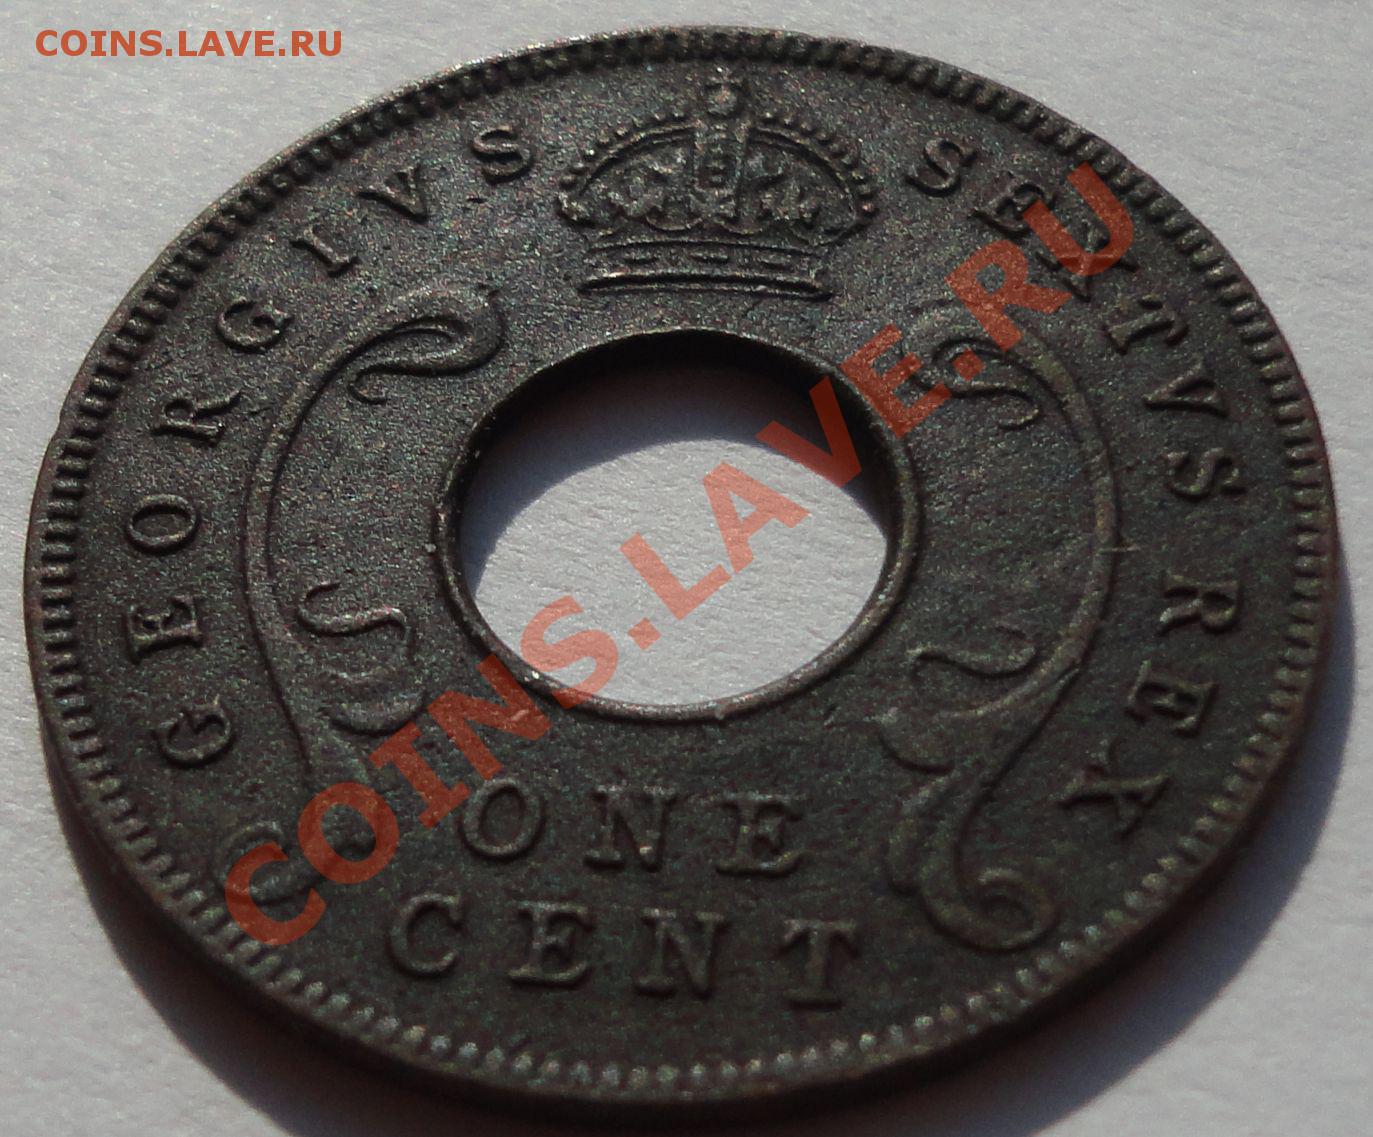 COINS.LAVE.RU
GEORGIVS SEXTVS REX
ONE
CENT
COINS.LAVE.RU